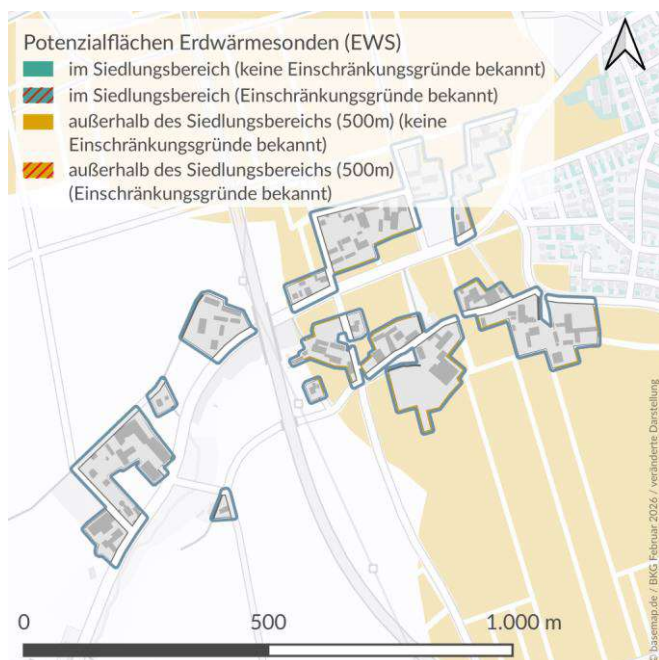 Potenzialflächen Erdwärmesonden (EWS)
im Siedlungsbereich (keine Einschränkungsgründe bekannt)
im Siedlungsbereich (Einschränkungsgründe bekannt)
außerhalb des Siedlungsbereichs (500m) (keine
Einschränkungsgründe bekannt)
außerhalb des Siedlungsbereichs (500m)
(Einschränkungsgründe bekannt)
0 500 1.000 m
© basemap.de / BKG Februar 2026 / veränderte Darstellung